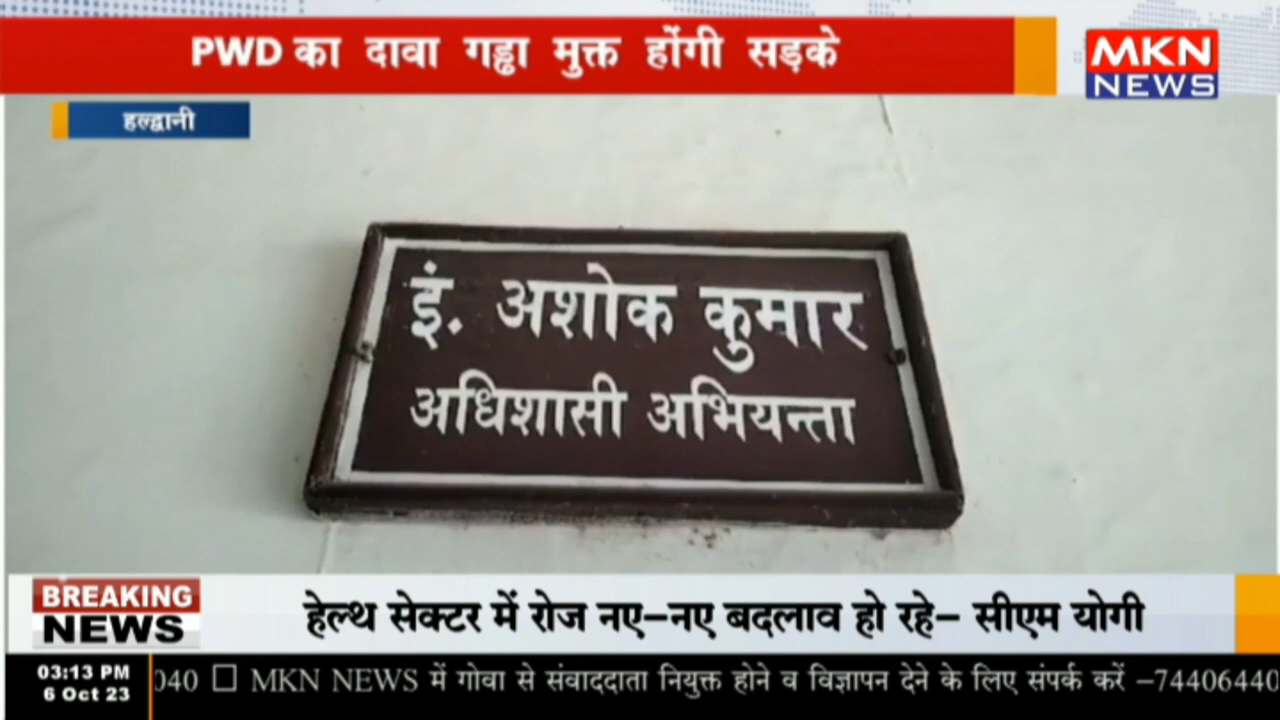 PWD का दावा गड्ढा मुक्त होंगी सड़के
MKN
NEWS
हल्द्वानी
इं. अशोक कुमार
अधिशासी अभियन्ता
BREAKING
NEWS
हेल्थ सेक्टर में रोज नए–नए बदलाव हो रहे– सीएम योगी
03:13 PM
6 Oct 23
040 □ MKN NEWS में गोवा से संवाददाता नियुक्त होने व विज्ञापन देने के लिए संपर्क करें –74406440